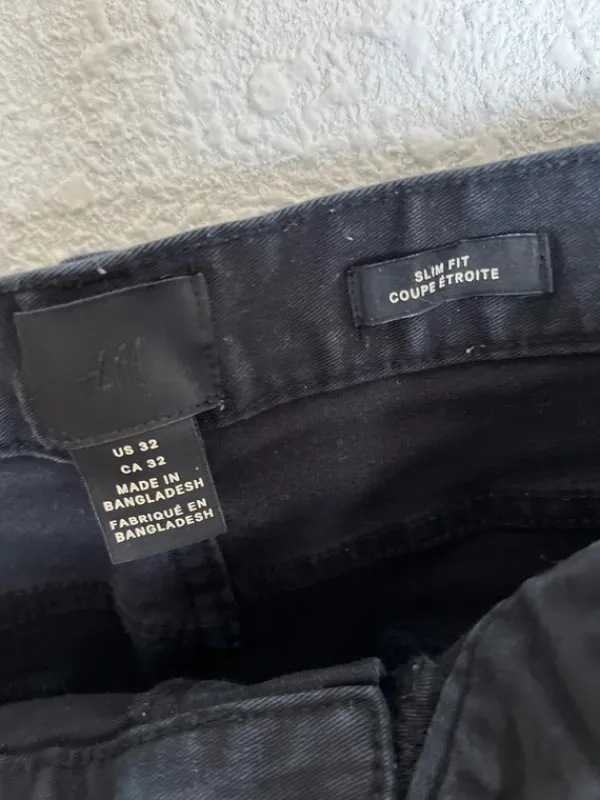 H&M
SLIM FIT
COUPE ÉTROITE
US 32
CA 32
MADE IN
BANGLADESH
FABRIQUÉ EN
BANGLADESH